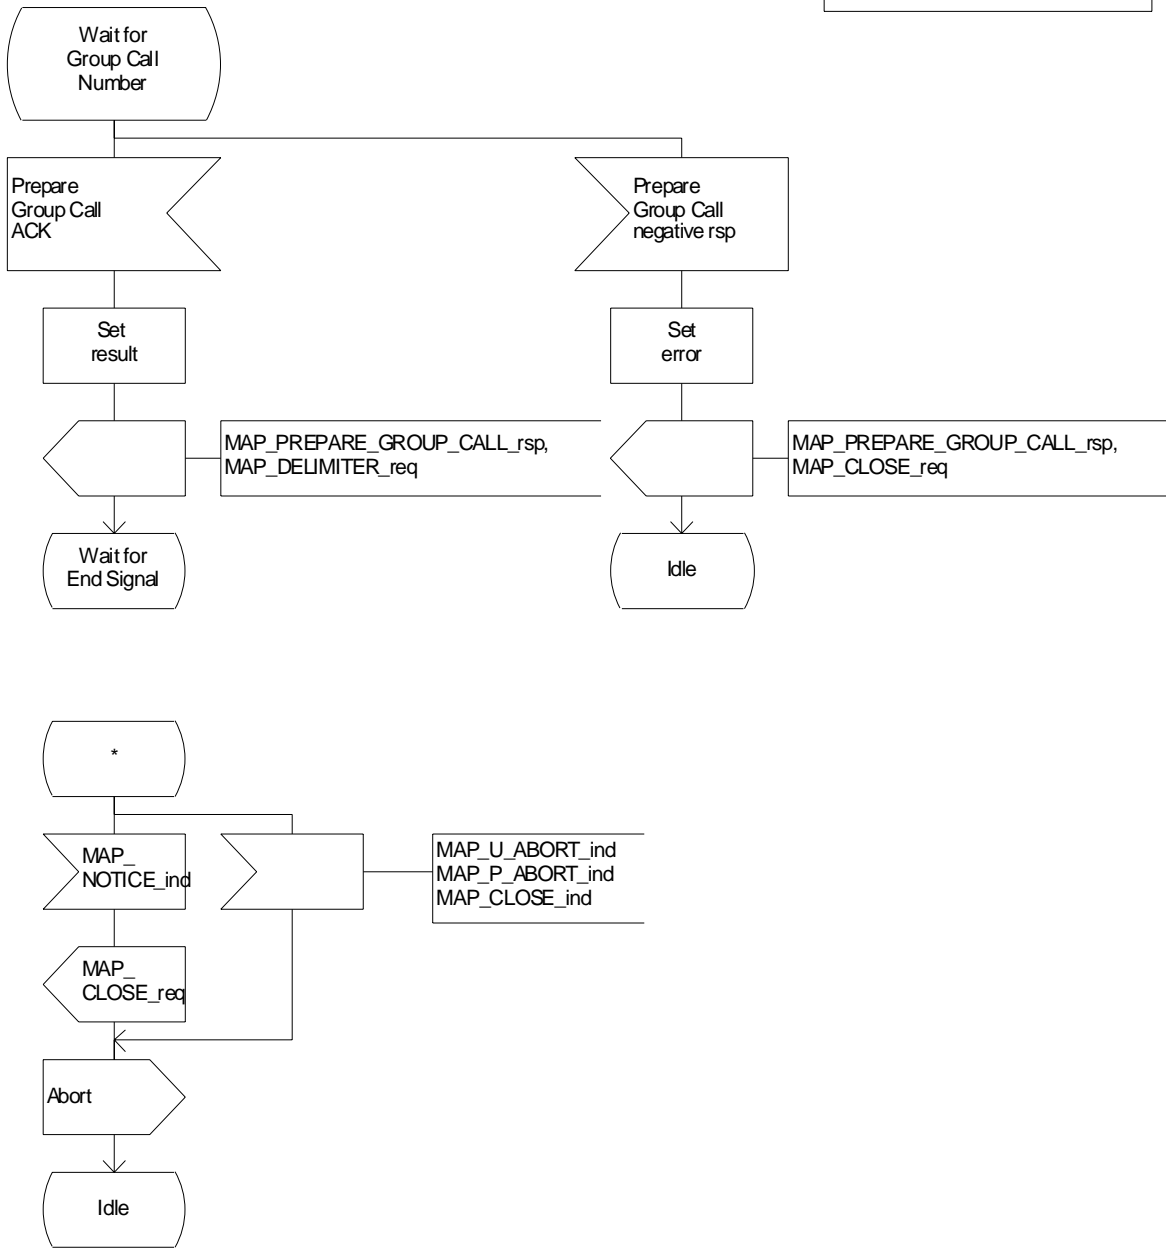 Wait for
Group Call
Number
Prepare
Group Call
ACK
Prepare
Group Call
negative rsp
Set
result
Set
error
MAP_PREPARE_GROUP_CALL_rsp,
MAP_DELIMITER_req
MAP_PREPARE_GROUP_CALL_rsp,
MAP_CLOSE_req
Wait for
End Signal
Idle
*
MAP_
NOTICE_ind
MAP_U_ABORT_ind
MAP_P_ABORT_ind
MAP_CLOSE_ind
MAP_
CLOSE_req
Abort
Idle